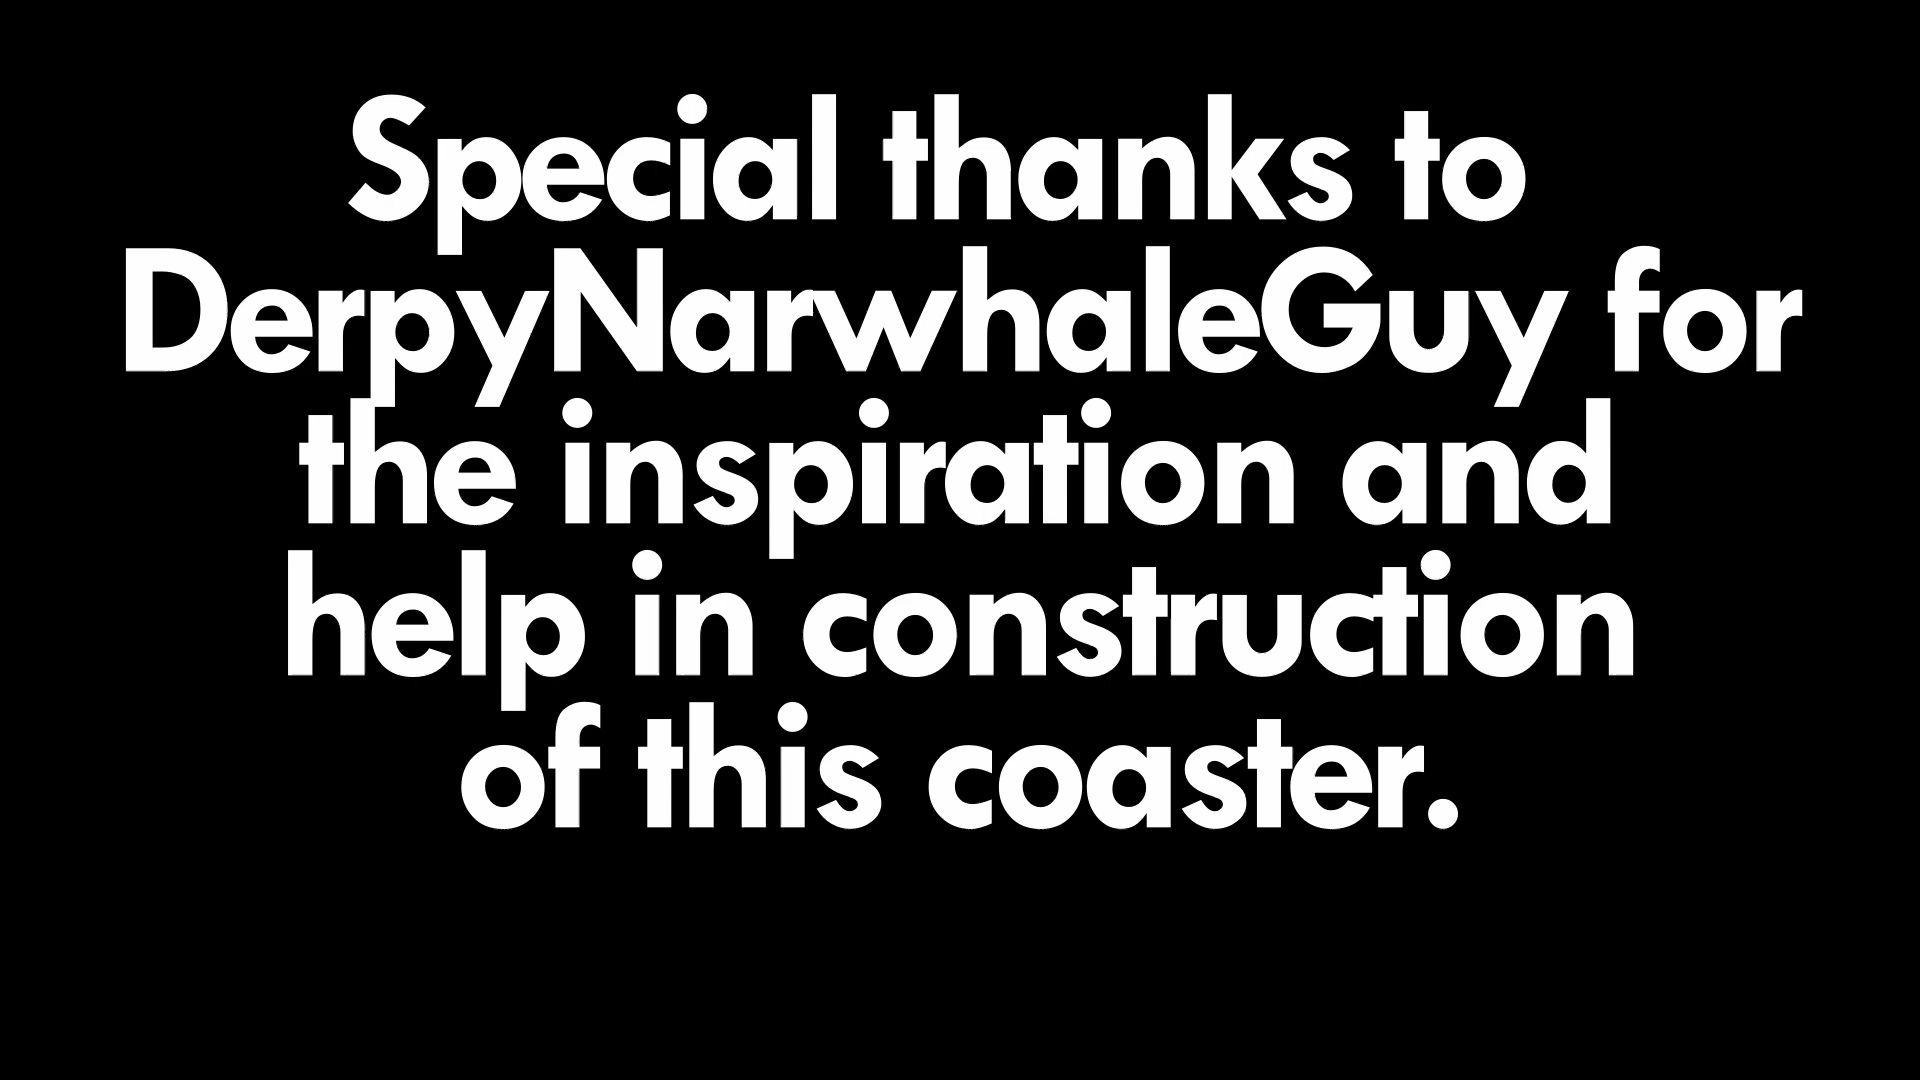 Special thanks to
DerpyNarwhaleGuy for
the inspiration and
help in construction
of this coaster.